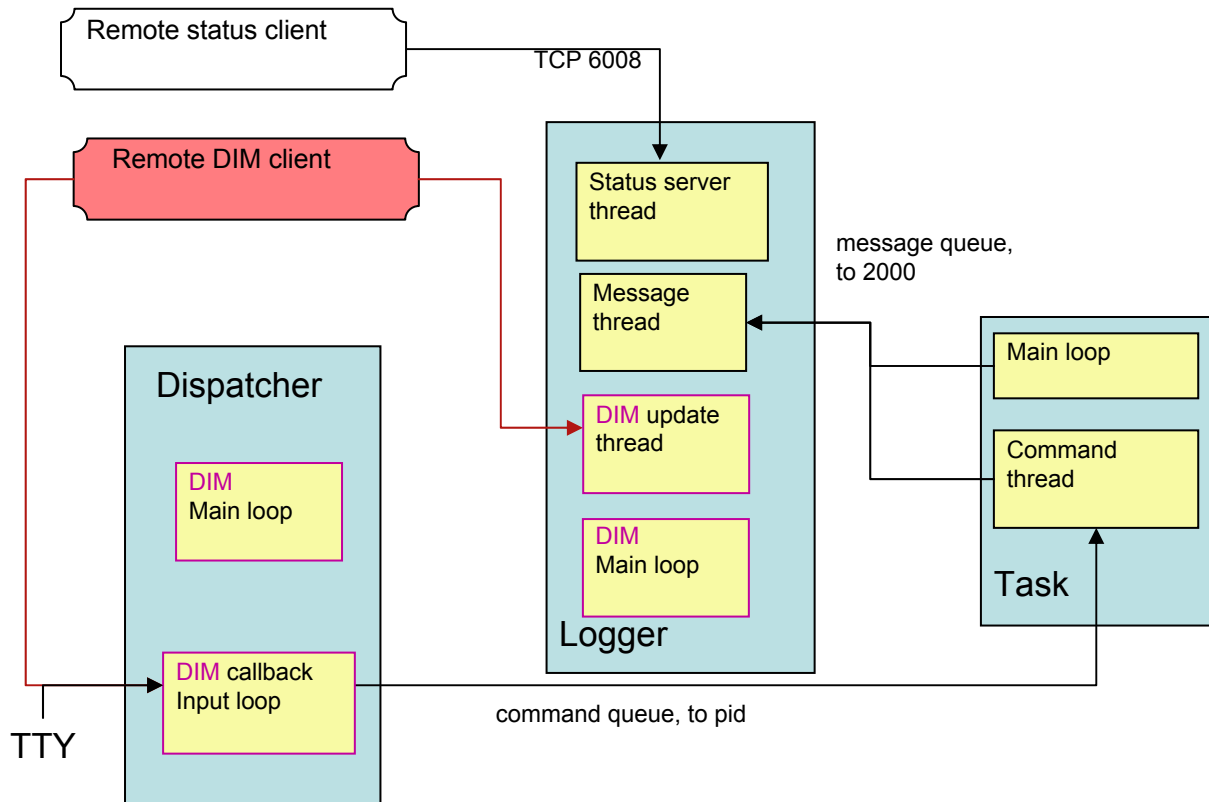 Remote status client
TCP 6008
Remote DIM client
Status server
thread
message queue,
to 2000
Message
thread
Main loop
Dispatcher
DIM update
thread
Command
thread
DIM
Main loop
DIM
Main loop
Task
Logger
DIM callback
Input loop
command queue, to pid
TTY